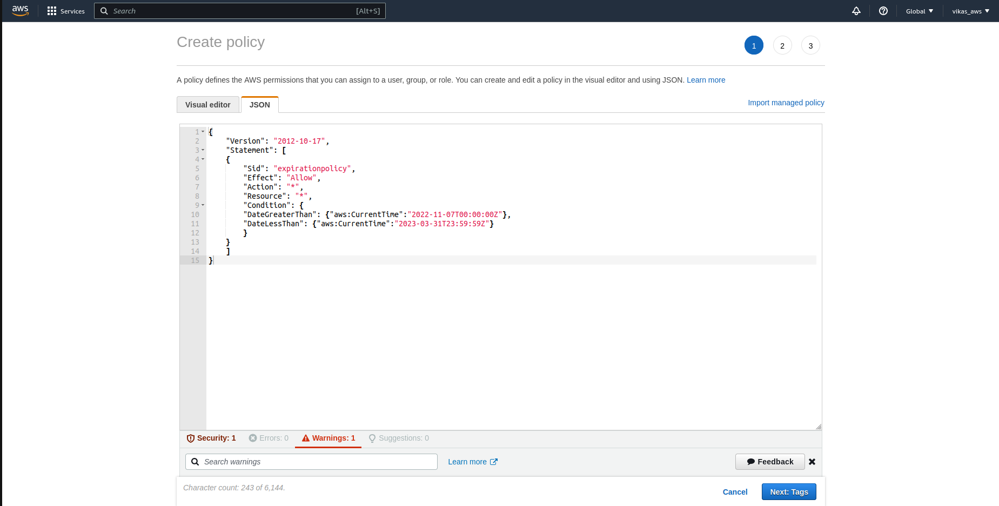 aws Services Search [Alt+S] Global vikas_aws
Create policy
1 2 3
A policy defines the AWS permissions that you can assign to a user, group, or role. You can create and edit a policy in the visual editor and using JSON. Learn more
Visual editor JSON Import managed policy
1 {
2 "Version": "2012-10-17",
3 "Statement": [
4 {
5 "Sid": "expirationpolicy",
6 "Effect": "Allow",
7 "Action": "*",
8 "Resource": "*",
9 "Condition": {
10 "DateGreaterThan": {"aws:CurrentTime":"2022-11-07T00:00:00Z"},
11 "DateLessThan": {"aws:CurrentTime":"2023-03-31T23:59:59Z"}
12 }
13 }
14 ]
15 }
Security: 1 Errors: 0 Warnings: 1 Suggestions: 0
Search warnings Learn more Feedback
Character count: 243 of 6,144.
Cancel Next: Tags